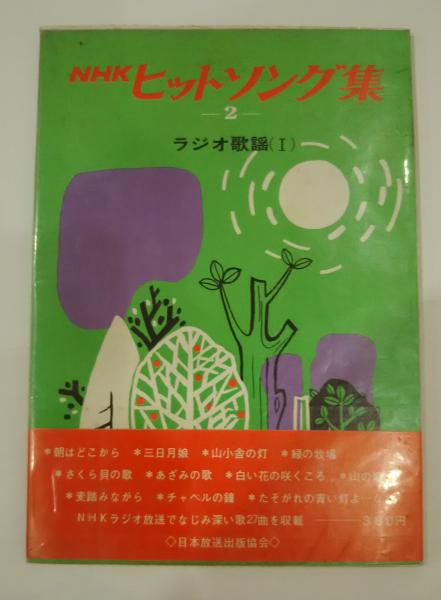 NHKヒットソング集
—2—
ラジオ歌謡(I)
*朝はどこから *三日月娘 *山小舎の灯 *緑の牧場
*さくら貝の歌 *あざみの歌 *白い花の咲くころ *山の
*麦踏みながら *チャペルの鐘 *たそがれの青い灯よ
NHKラジオ放送でなじみ深い歌27曲を収載 ——— 380円
◇日本放送出版協会◇